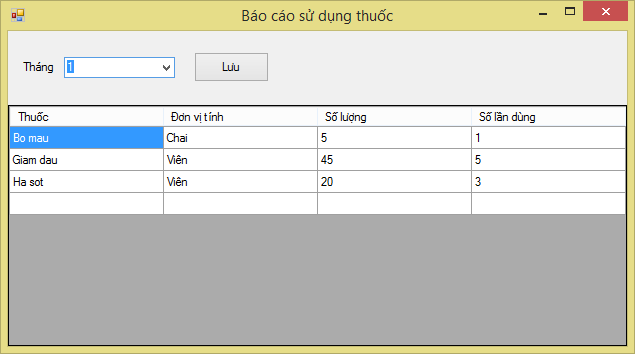 Báo cáo sử dụng thuốc
Tháng 1 Lưu
Thuốc Đơn vị tính Số lượng Số lần dùng
Bo mau Chai 5 1
Giam dau Viên 45 5
Ha sot Viên 20 3